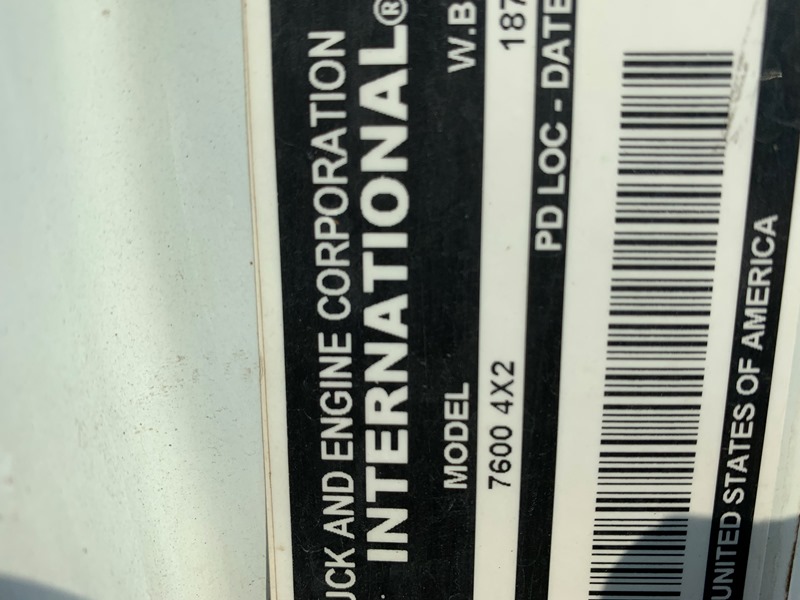 UCK AND ENGINE CORPORATION
INTERNATIONAL®
MODEL W.B
7600 4X2 187
PD LOC - DATE
UNITED STATES OF AMERICA